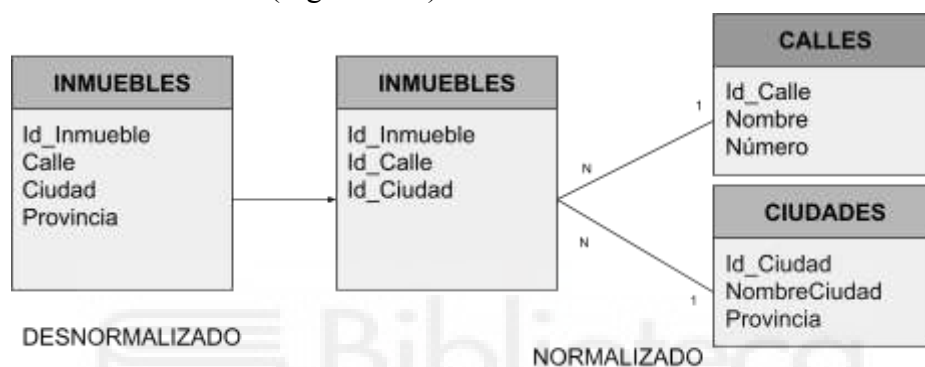 INMUEBLES
Id_Inmueble
Calle
Ciudad
Provincia
DESNORMALIZADO
INMUEBLES
Id_Inmueble
Id_Calle
Id_Ciudad
N
1
N
1
CALLES
Id_Calle
Nombre
Número
CIUDADES
Id_Ciudad
NombreCiudad
Provincia
NORMALIZADO
Biblioteca